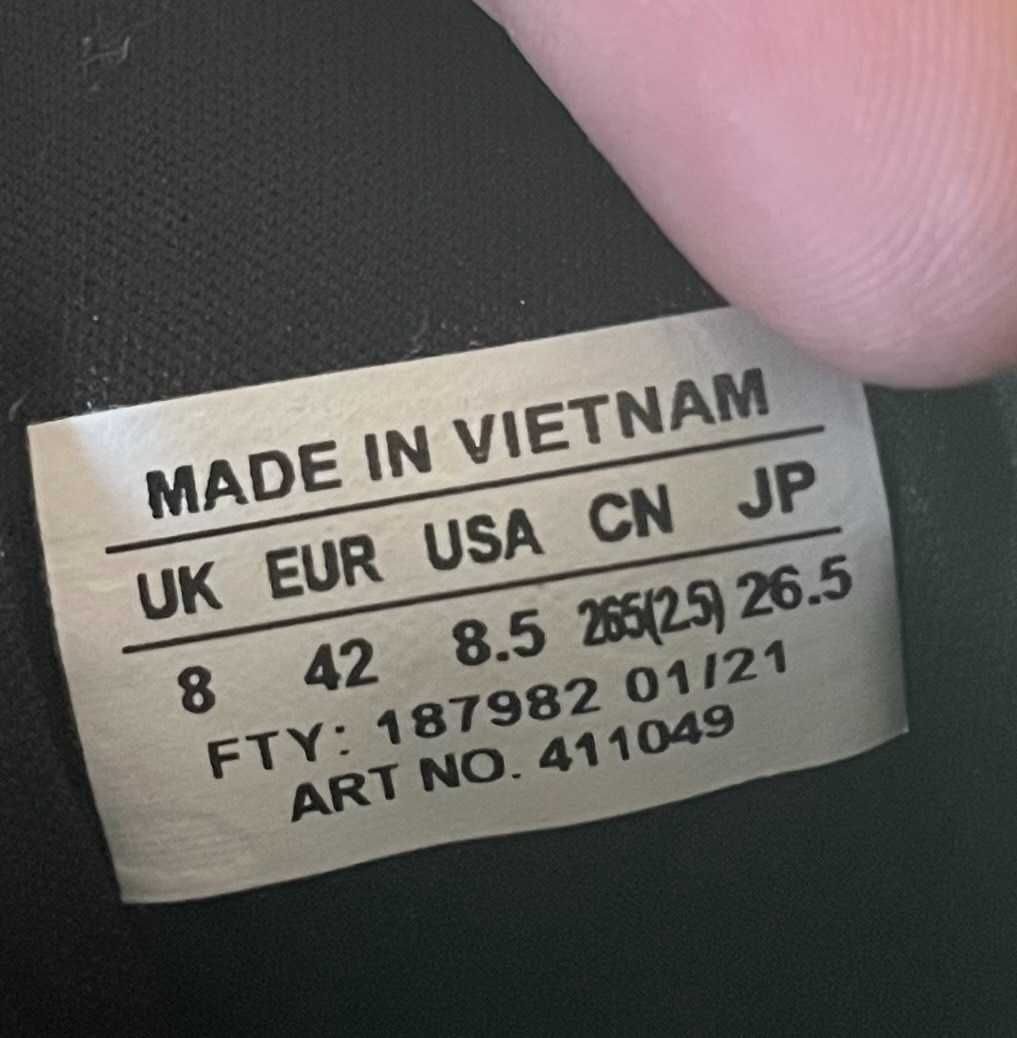 MADE IN VIETNAM
UK EUR USA CN JP
8 42 8.5 265(2.5) 26.5
FTY: 187982 01/21
ART NO. 411049